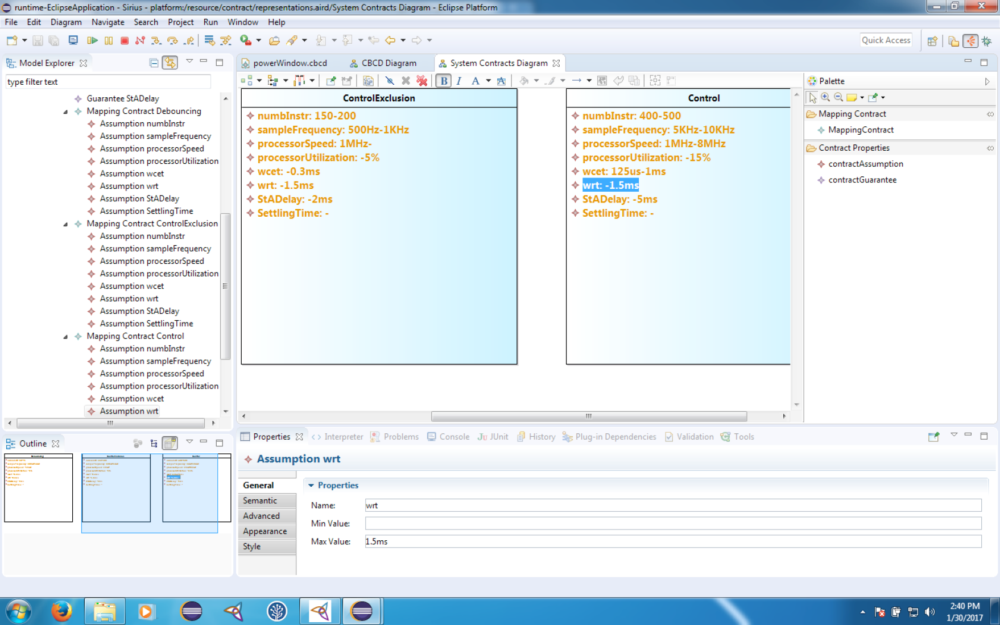 runtime-EclipseApplication - Sirius - platform:/resource/contract/representations.aird/System Contracts Diagram - Eclipse Platform
File Edit Diagram Navigate Search Project Run Window Help
Quick Access
Model Explorer
type filter text
Guarantee StADelay
Mapping Contract Debouncing
Assumption numbInstr
Assumption sampleFrequency
Assumption processorSpeed
Assumption processorUtilization
Assumption wcet
Assumption wrt
Assumption StADelay
Assumption SettlingTime
Mapping Contract ControlExclusion
Assumption numbInstr
Assumption sampleFrequency
Assumption processorSpeed
Assumption processorUtilization
Assumption wcet
Assumption wrt
Assumption StADelay
Assumption SettlingTime
Mapping Contract Control
Assumption numbInstr
Assumption sampleFrequency
Assumption processorSpeed
Assumption processorUtilization
Assumption wcet
Assumption wrt
Outline
powerWindow.cbcd CBCD Diagram System Contracts Diagram
B I A A
ControlExclusion
numbInstr: 150-200
sampleFrequency: 500Hz-1KHz
processorSpeed: 1MHz-
processorUtilization: -5%
wcet: -0.3ms
wrt: -1.5ms
StADelay: -2ms
SettlingTime: -
Control
numbInstr: 400-500
sampleFrequency: 5KHz-10KHz
processorSpeed: 1MHz-8MHz
processorUtilization: -15%
wcet: 125us-1ms
wrt: -1.5ms
StADelay: -5ms
SettlingTime: -
Palette
Mapping Contract
MappingContract
Contract Properties
contractAssumption
contractGuarantee
Properties Interpreter Problems Console JUnit History Plug-in Dependencies Validation Tools
Assumption wrt
General
Semantic
Advanced
Appearance
Style
Properties
Name: wrt
Min Value:
Max Value: 1.5ms
2:40 PM
1/30/2017